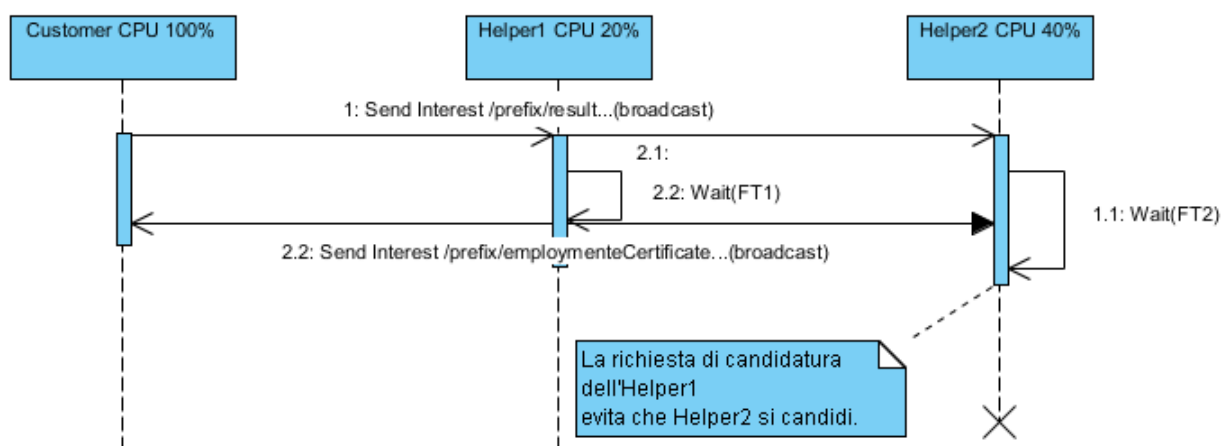 Customer CPU 100%
Helper1 CPU 20%
Helper2 CPU 40%
1: Send Interest /prefix/result...(broadcast)
2.1:
2.2: Wait(FT1)
1.1: Wait(FT2)
2.2: Send Interest /prefix/employmenteCertificate...(broadcast)
La richiesta di candidatura
dell'Helper1
evita che Helper2 si candidi.